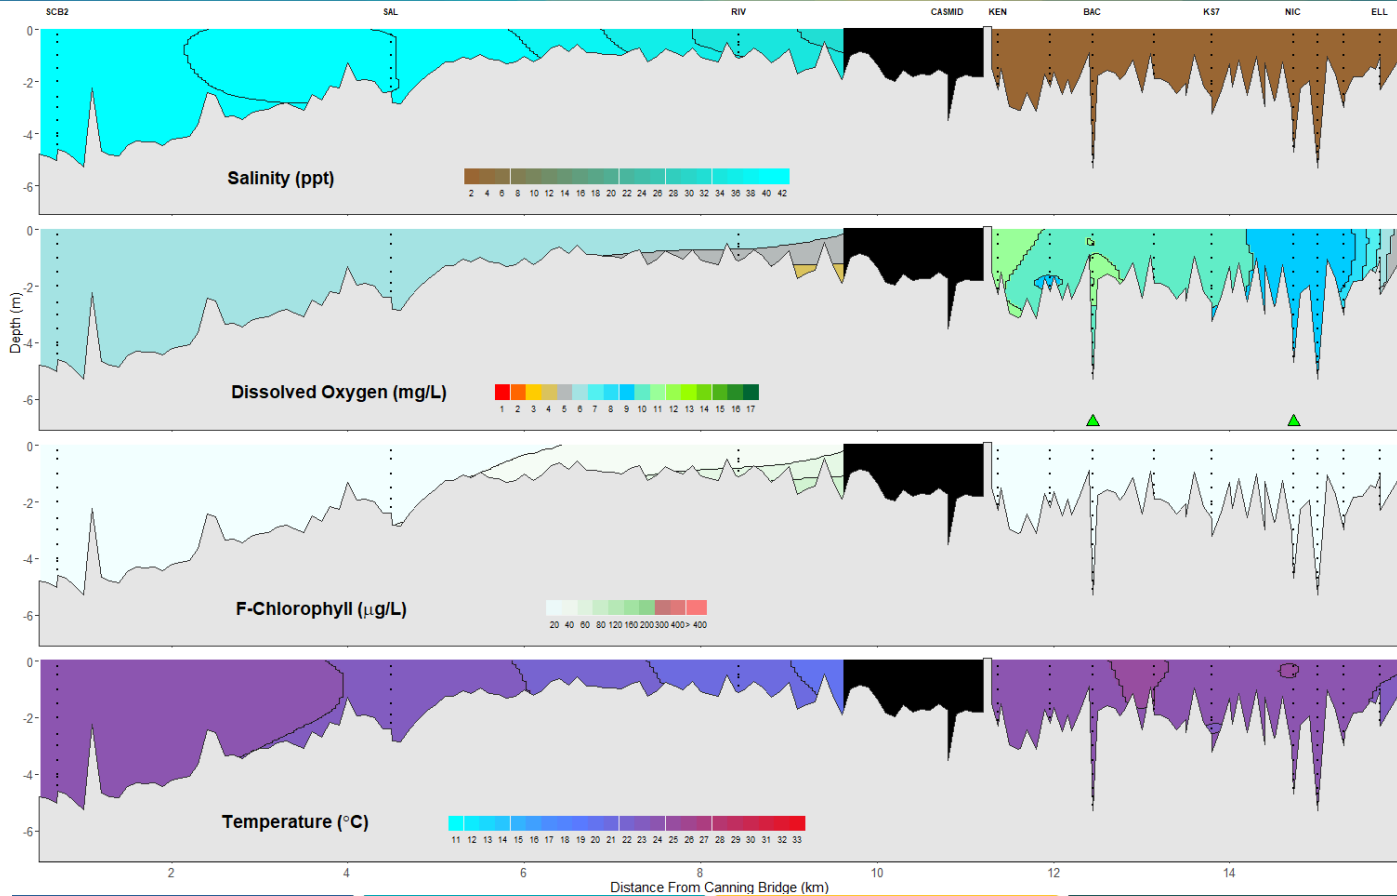 SCB2 SAL RIV CASMID KEN BAC KS7 NIC ELL
0
-2
-4
-6
Salinity (ppt)
2 4 6 8 10 12 14 16 18 20 22 24 26 28 30 32 34 36 38 40 42
0
-2
-4
-6
Depth (m)
Dissolved Oxygen (mg/L)
1 2 3 4 5 6 7 8 9 10 11 12 13 14 15 16 17
0
-2
-4
-6
F-Chlorophyll (μg/L)
20 40 60 80 120 160 200 300 400 > 400
0
-2
-4
-6
Temperature (°C)
11 12 13 14 15 16 17 18 19 20 21 22 23 24 25 26 27 28 29 30 31 32 33
2 4 6 8 10 12 14
Distance From Canning Bridge (km)